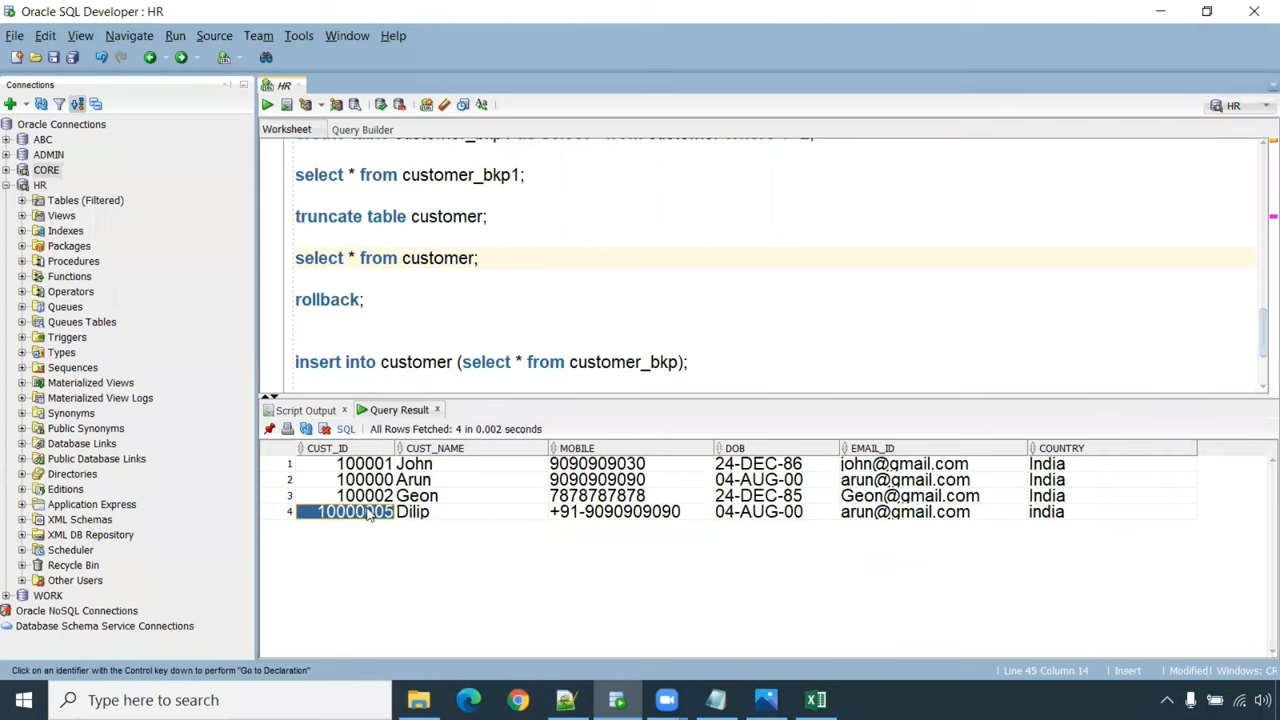 Oracle SQL Developer : HR
File Edit View Navigate Run Source Team Tools Window Help
Connections
Oracle Connections
ABC
ADMIN
CORE
HR
Tables (Filtered)
Views
Indexes
Packages
Procedures
Functions
Operators
Queues
Queues Tables
Triggers
Types
Sequences
Materialized Views
Materialized View Logs
Synonyms
Public Synonyms
Database Links
Public Database Links
Directories
Editions
Application Express
XML Schemas
XML DB Repository
Scheduler
Recycle Bin
Other Users
WORK
Oracle NoSQL Connections
Database Schema Service Connections
HR
HR
Worksheet Query Builder
select * from customer_bkp1;
truncate table customer;
select * from customer;
rollback;
insert into customer (select * from customer_bkp);
Script Output Query Result
SQL All Rows Fetched: 4 in 0.002 seconds
CUST_ID CUST_NAME MOBILE DOB EMAIL_ID COUNTRY
1 100001 John 9090909030 24-DEC-86 john@gmail.com India
2 100000 Arun 9090909090 04-AUG-00 arun@gmail.com India
3 100002 Geon 7878787878 24-DEC-85 Geon@gmail.com India
4 10000005 Dilip +91-9090909090 04-AUG-00 arun@gmail.com india
Click on an identifier with the Control key down to perform "Go to Declaration"
Line 45 Column 14 Insert Modified Windows: CR
Type here to search